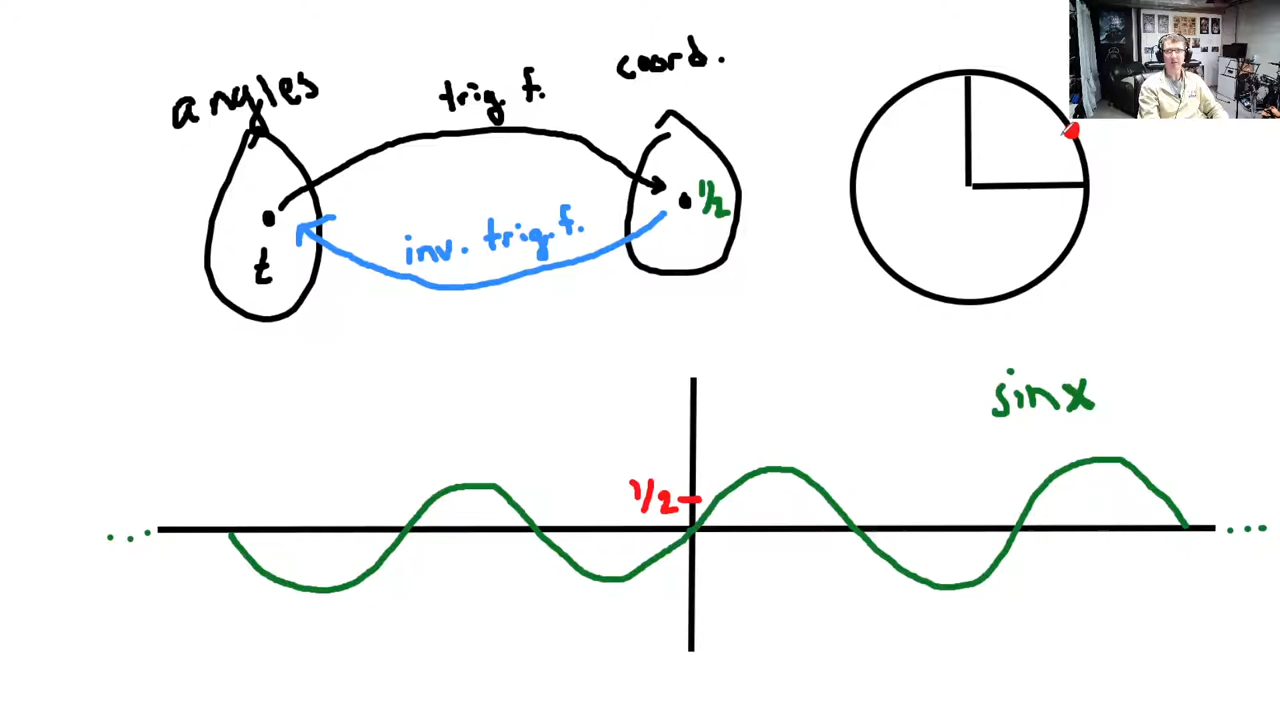 angles
trig. f.
coord.
1/2
inv. trig. f.
t
sin x
1/2